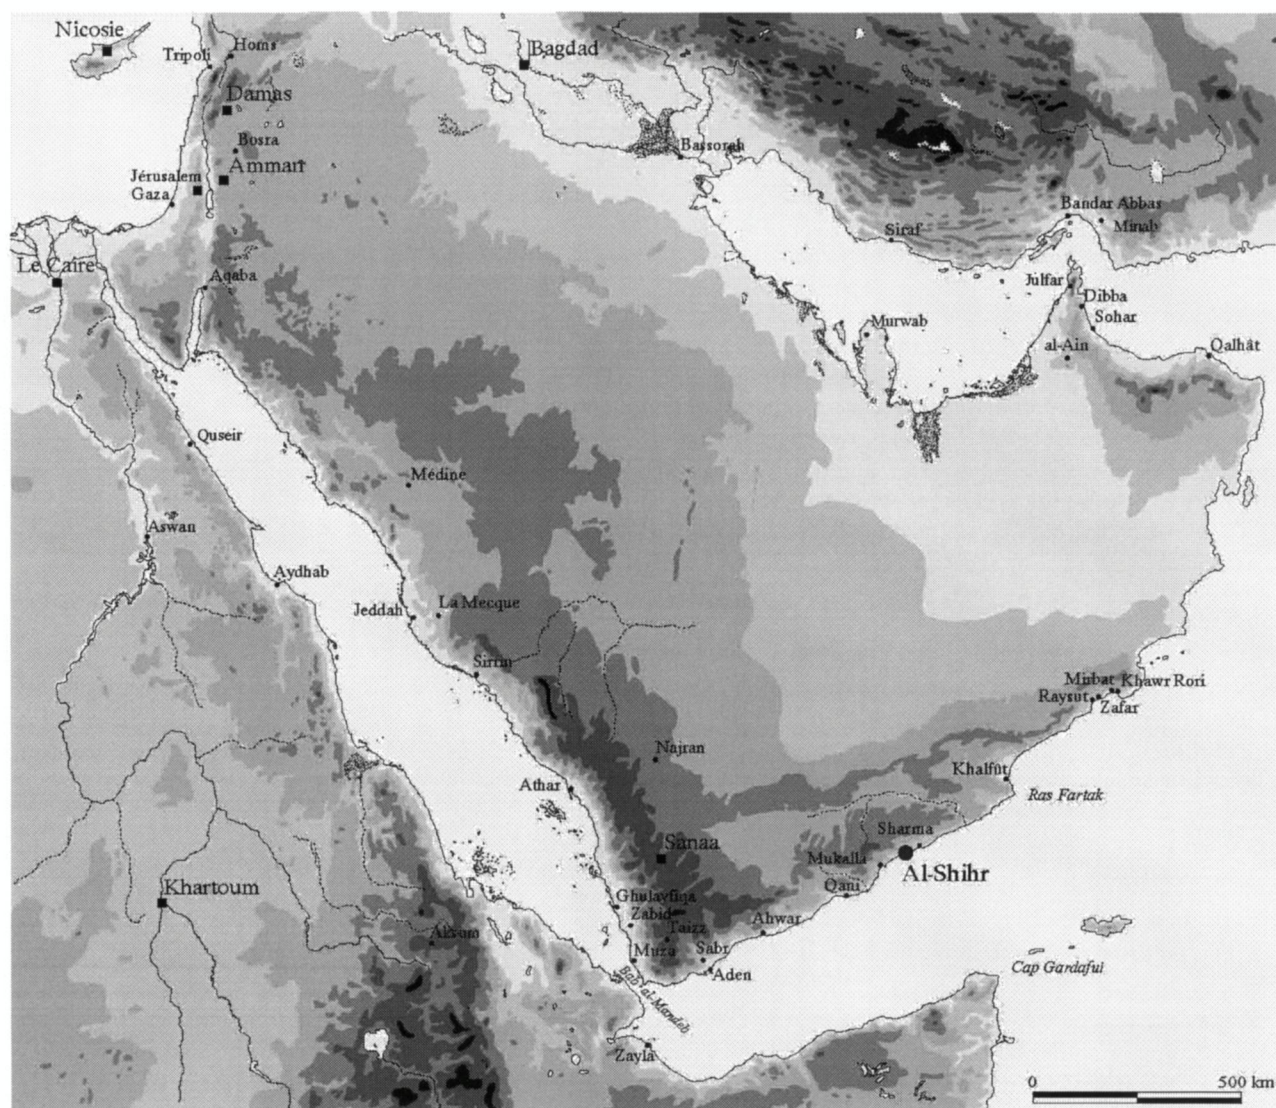 Nicosie
Homs
Tripoli
Bagdad
Damas
Bosra
Amman
Bassorah
Jérusalem
Gaza
Bandar Abbas
Minab
Siraf
Le Caire
Aqaba
Julfar
Dibba
Sohar
Murwab
al-Ain
Qalhât
Quseir
Médine
Aswan
Aydhab
Jeddah
La Mecque
Sirrin
Mirbat
Khawr Rori
Raysut
Zafar
Najran
Khalfût
Athar
Ras Fartak
Sharma
Sanaa
Mukalla
Al-Shihr
Khartoum
Qani
Ghulayfiqa
Zabid
Ahwar
Taizz
Aksum
Muza
Sabr
Aden
Cap Gardafui
Bab al-Mandeb
Zayla
0 500 km